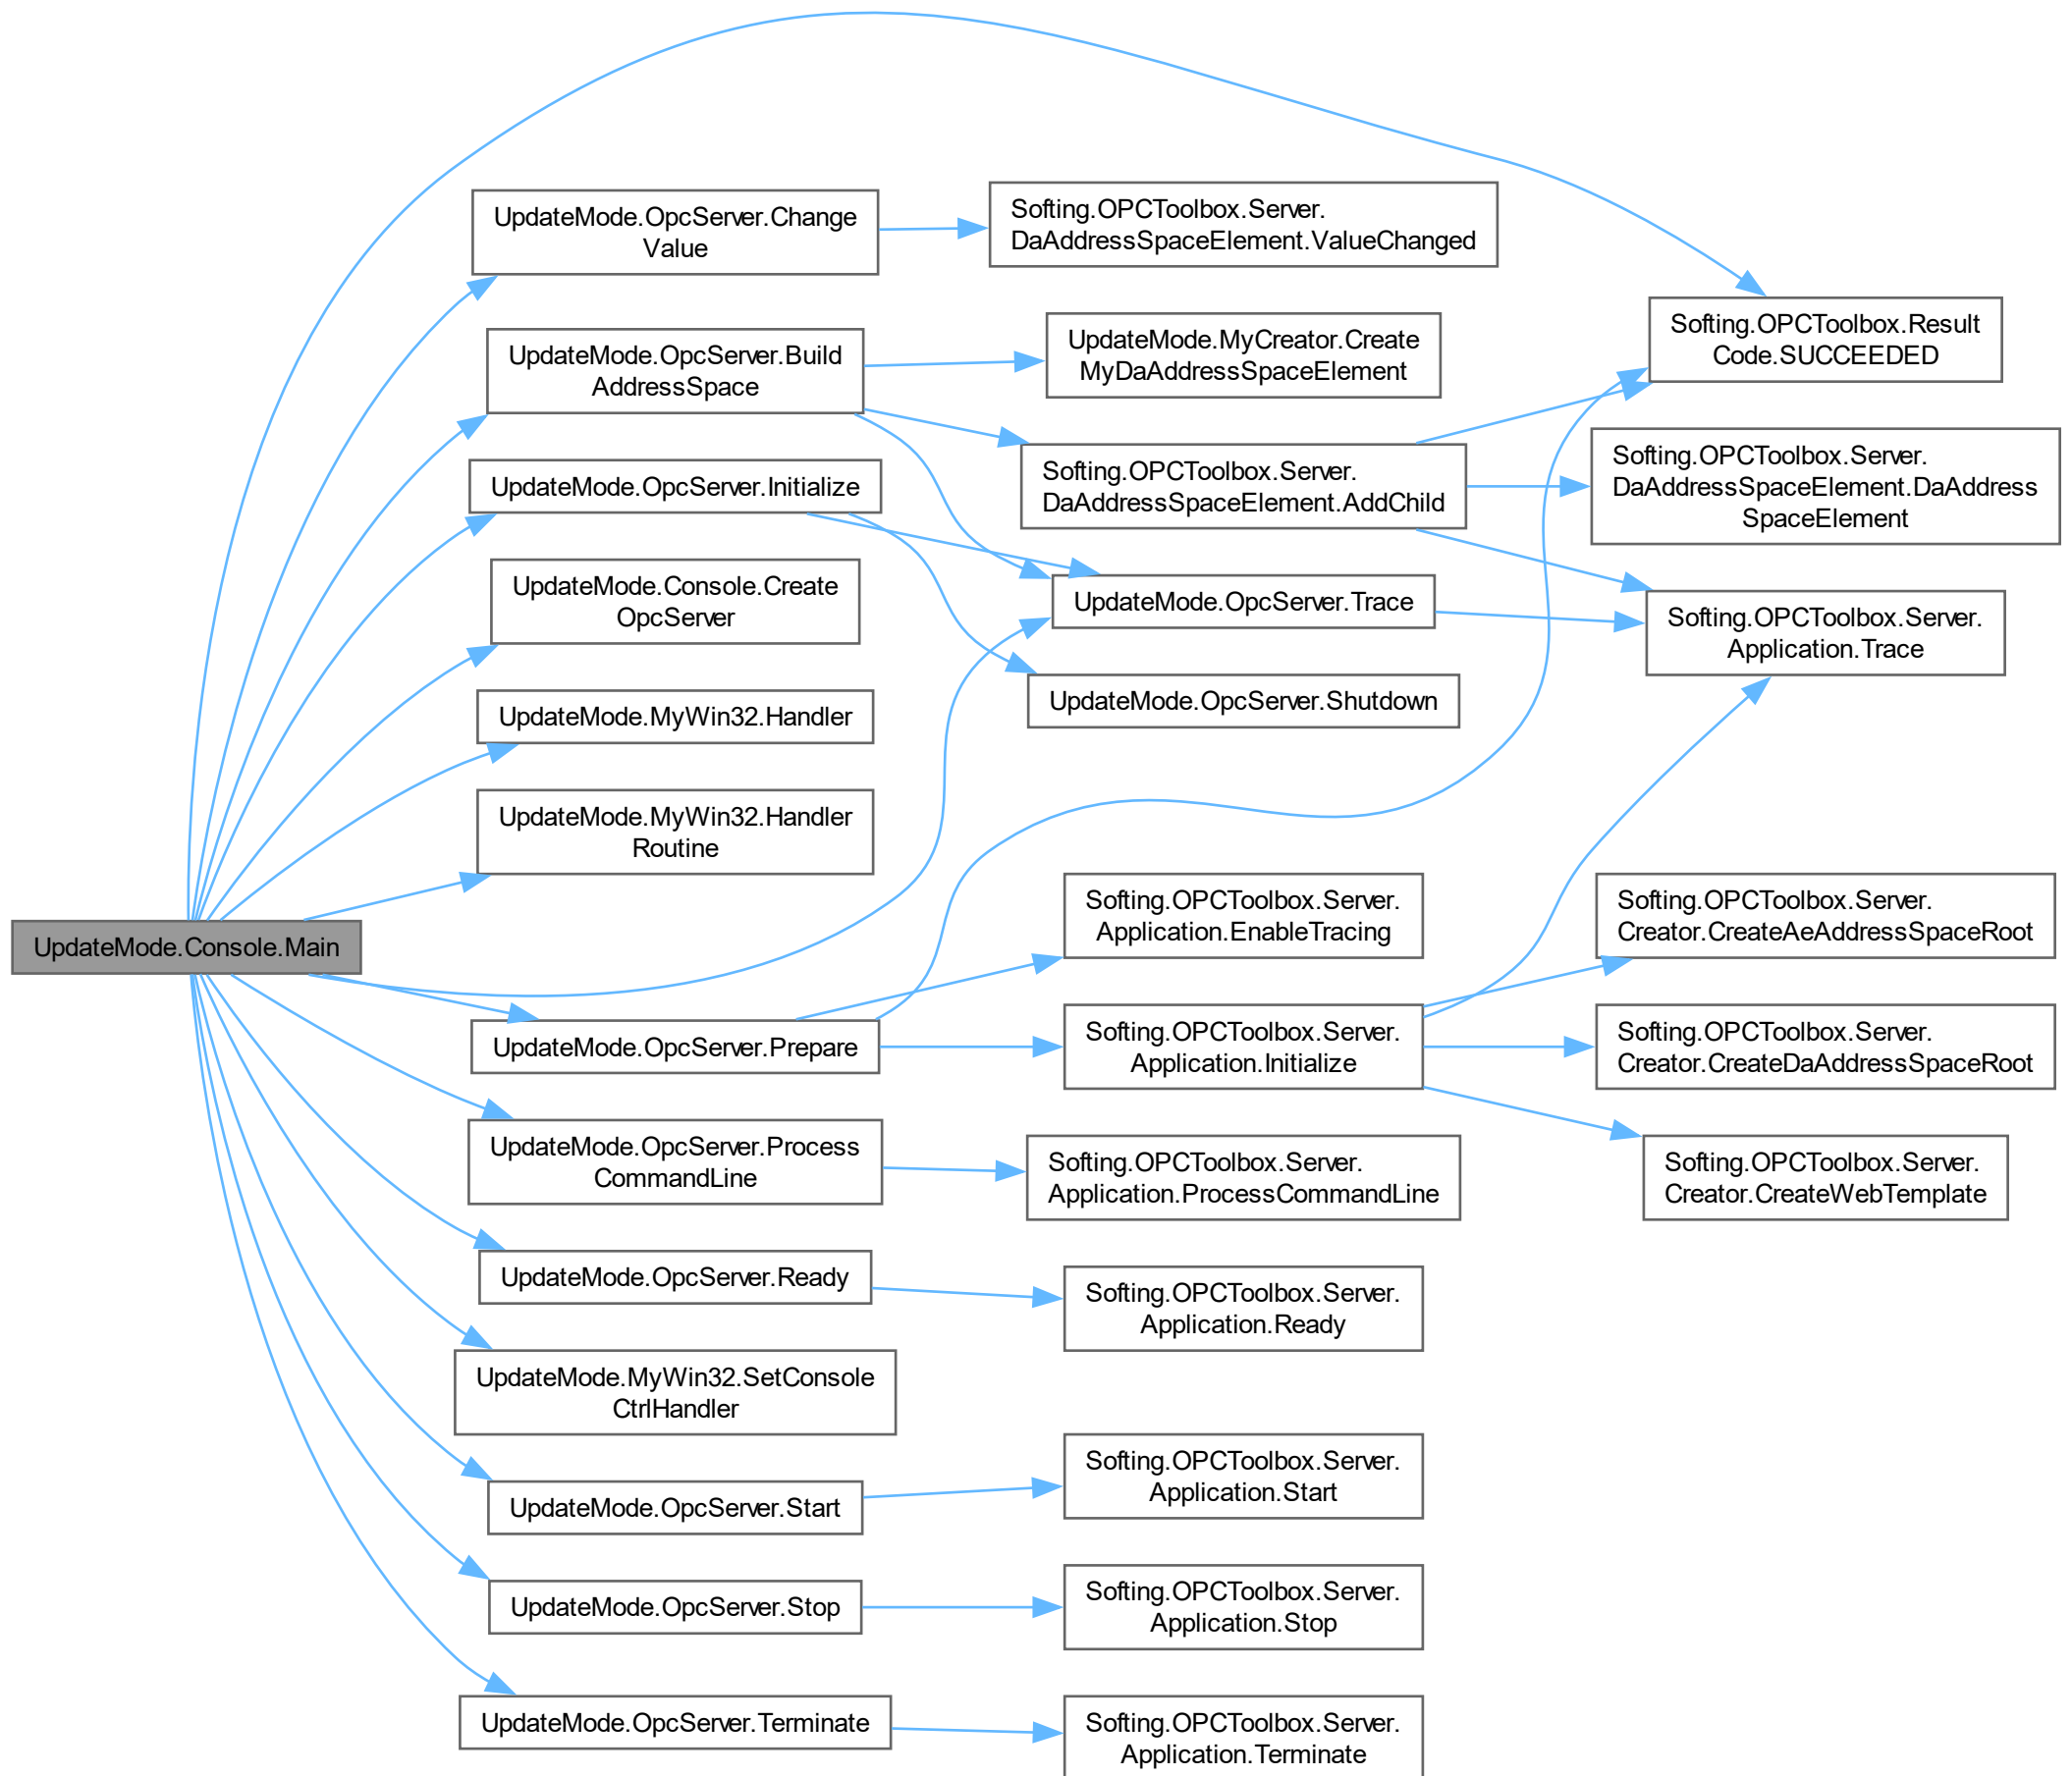 UpdateMode.Console.Main
UpdateMode.OpcServer.Change
Value
UpdateMode.OpcServer.Build
AddressSpace
UpdateMode.OpcServer.Initialize
UpdateMode.Console.Create
OpcServer
UpdateMode.MyWin32.Handler
UpdateMode.MyWin32.Handler
Routine
UpdateMode.OpcServer.Prepare
UpdateMode.OpcServer.Process
CommandLine
UpdateMode.OpcServer.Ready
UpdateMode.MyWin32.SetConsole
CtrlHandler
UpdateMode.OpcServer.Start
UpdateMode.OpcServer.Stop
UpdateMode.OpcServer.Terminate
Softing.OPCToolbox.Server.
DaAddressSpaceElement.ValueChanged
UpdateMode.MyCreator.Create
MyDaAddressSpaceElement
Softing.OPCToolbox.Server.
DaAddressSpaceElement.AddChild
UpdateMode.OpcServer.Trace
UpdateMode.OpcServer.Shutdown
Softing.OPCToolbox.Server.
Application.EnableTracing
Softing.OPCToolbox.Server.
Application.Initialize
Softing.OPCToolbox.Server.
Application.ProcessCommandLine
Softing.OPCToolbox.Server.
Application.Ready
Softing.OPCToolbox.Server.
Application.Start
Softing.OPCToolbox.Server.
Application.Stop
Softing.OPCToolbox.Server.
Application.Terminate
Softing.OPCToolbox.Result
Code.SUCCEEDED
Softing.OPCToolbox.Server.
DaAddressSpaceElement.DaAddress
SpaceElement
Softing.OPCToolbox.Server.
Application.Trace
Softing.OPCToolbox.Server.
Creator.CreateAeAddressSpaceRoot
Softing.OPCToolbox.Server.
Creator.CreateDaAddressSpaceRoot
Softing.OPCToolbox.Server.
Creator.CreateWebTemplate